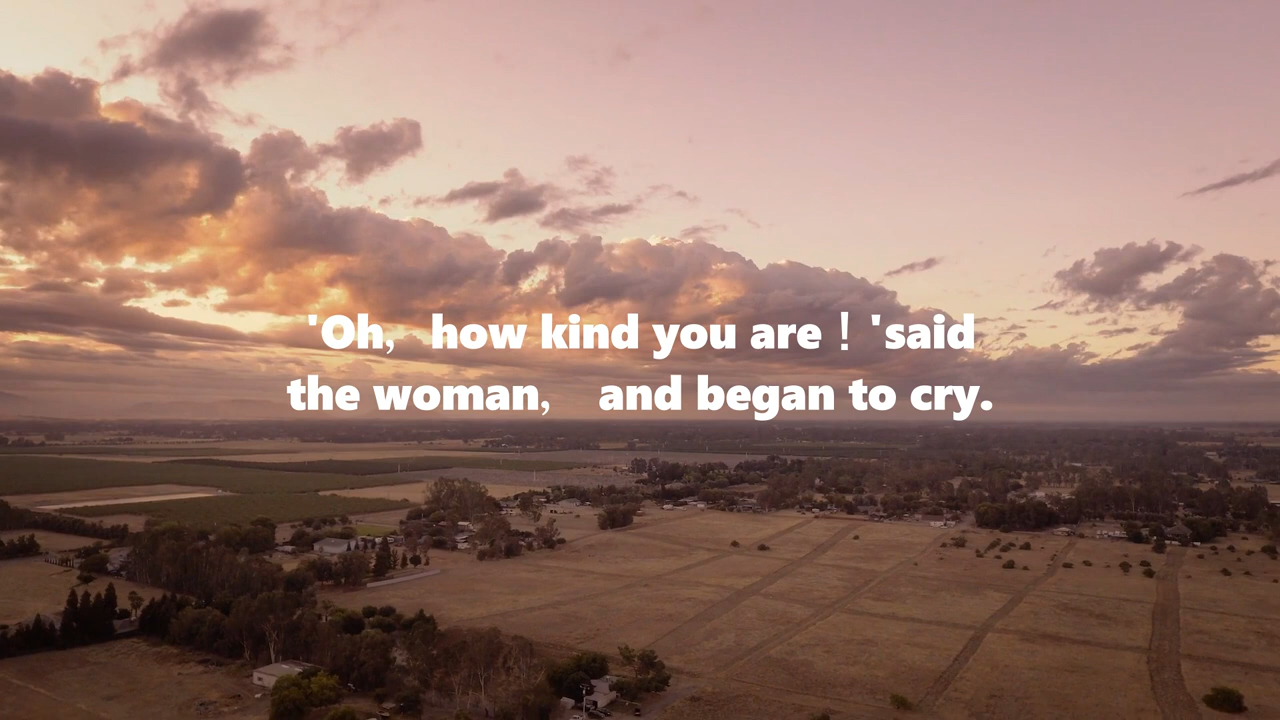 'Oh， how kind you are！'said
the woman， and began to cry.